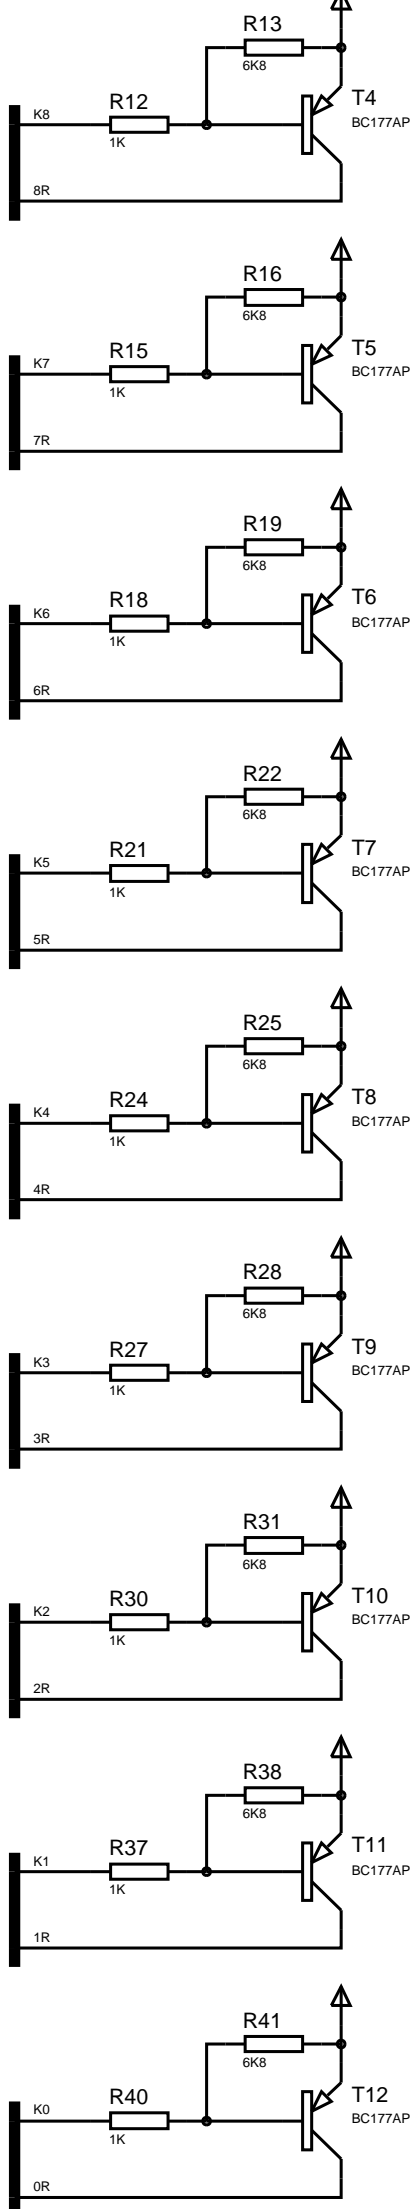 R13
6K8
T4
K8
R12
BC177AP
1K
8R
R16
6K8
T5
K7
R15
BC177AP
1K
7R
R19
6K8
T6
K6
R18
BC177AP
1K
6R
R22
6K8
T7
K5
R21
BC177AP
1K
5R
R25
6K8
T8
K4
R24
BC177AP
1K
4R
R28
6K8
T9
K3
R27
BC177AP
1K
3R
R31
6K8
T10
K2
R30
BC177AP
1K
2R
R38
6K8
T11
K1
R37
BC177AP
1K
1R
R41
6K8
T12
K0
R40
BC177AP
1K
0R